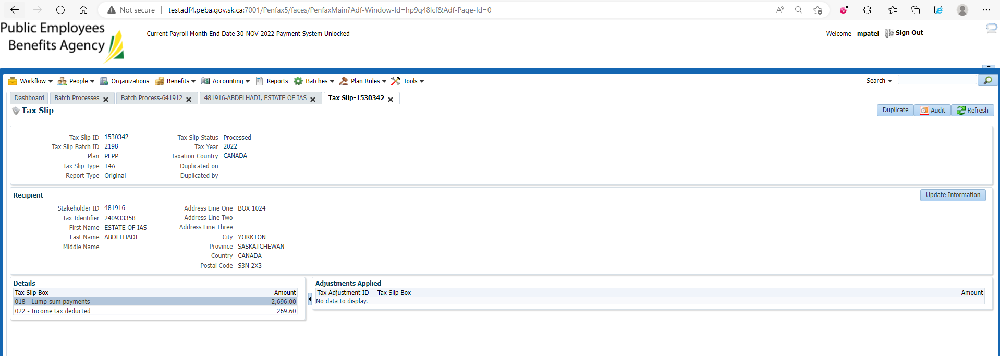 Not secure | testadf4.peba.gov.sk.ca:7001/Penfax5/faces/PenfaxMain?Adf-Window-Id=hp9q48lcf&Adf-Page-Id=0
Public Employees
Benefits Agency
Current Payroll Month End Date 30-NOV-2022 Payment System Unlocked
Welcome mpatel Sign Out
Workflow People Organizations Benefits Accounting Reports Batches Plan Rules Tools Search
Dashboard Batch Processes Batch Process-641912 481916-ABDELHADI, ESTATE OF IAS Tax Slip-1530342
Tax Slip Duplicate Audit Refresh
Tax Slip ID 1530342 Tax Slip Status Processed
Tax Slip Batch ID 2198 Tax Year 2022
Plan PEPP Taxation Country CANADA
Tax Slip Type T4A Duplicated on
Report Type Original Duplicated by
Recipient Update Information
Stakeholder ID 481916 Address Line One BOX 1024
Tax Identifier 240933358 Address Line Two
First Name ESTATE OF IAS Address Line Three
Last Name ABDELHADI City YORKTON
Middle Name Province SASKATCHEWAN
Country CANADA
Postal Code S3N 2X3
Details
Tax Slip Box Amount
018 - Lump-sum payments 2,696.00
022 - Income tax deducted 269.60
Adjustments Applied
Tax Adjustment ID Tax Slip Box Amount
No data to display.